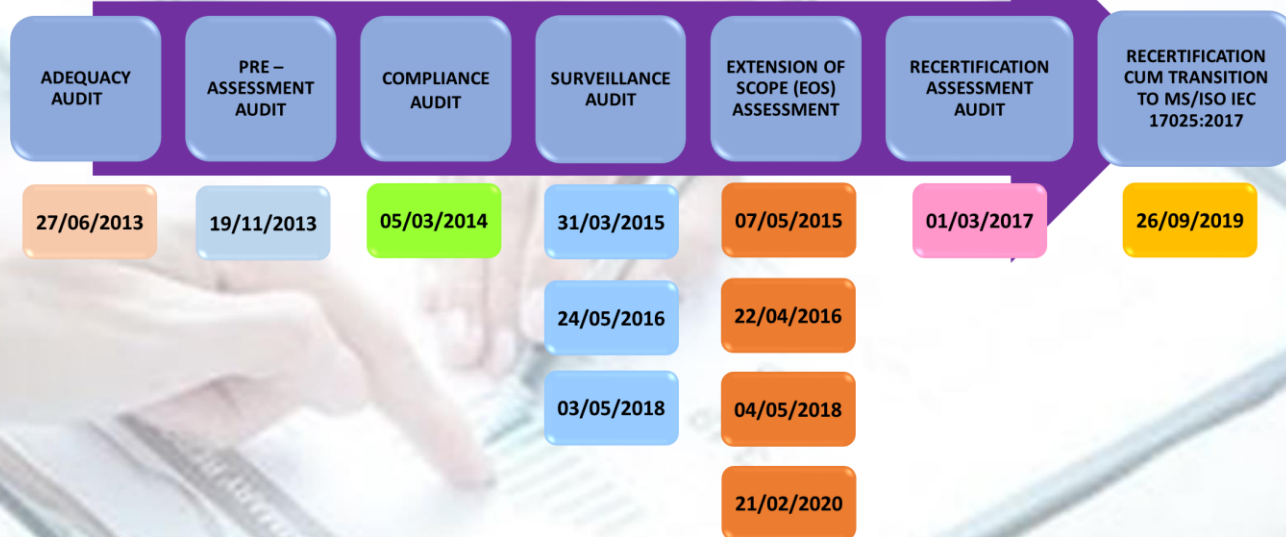 ADEQUACY
AUDIT
PRE –
ASSESSMENT
AUDIT
COMPLIANCE
AUDIT
SURVEILLANCE
AUDIT
EXTENSION OF
SCOPE (EOS)
ASSESSMENT
RECERTIFICATION
ASSESSMENT
AUDIT
RECERTIFICATION
CUM TRANSITION
TO MS/ISO IEC
17025:2017
27/06/2013
19/11/2013
05/03/2014
31/03/2015
07/05/2015
01/03/2017
26/09/2019
24/05/2016
22/04/2016
03/05/2018
04/05/2018
21/02/2020